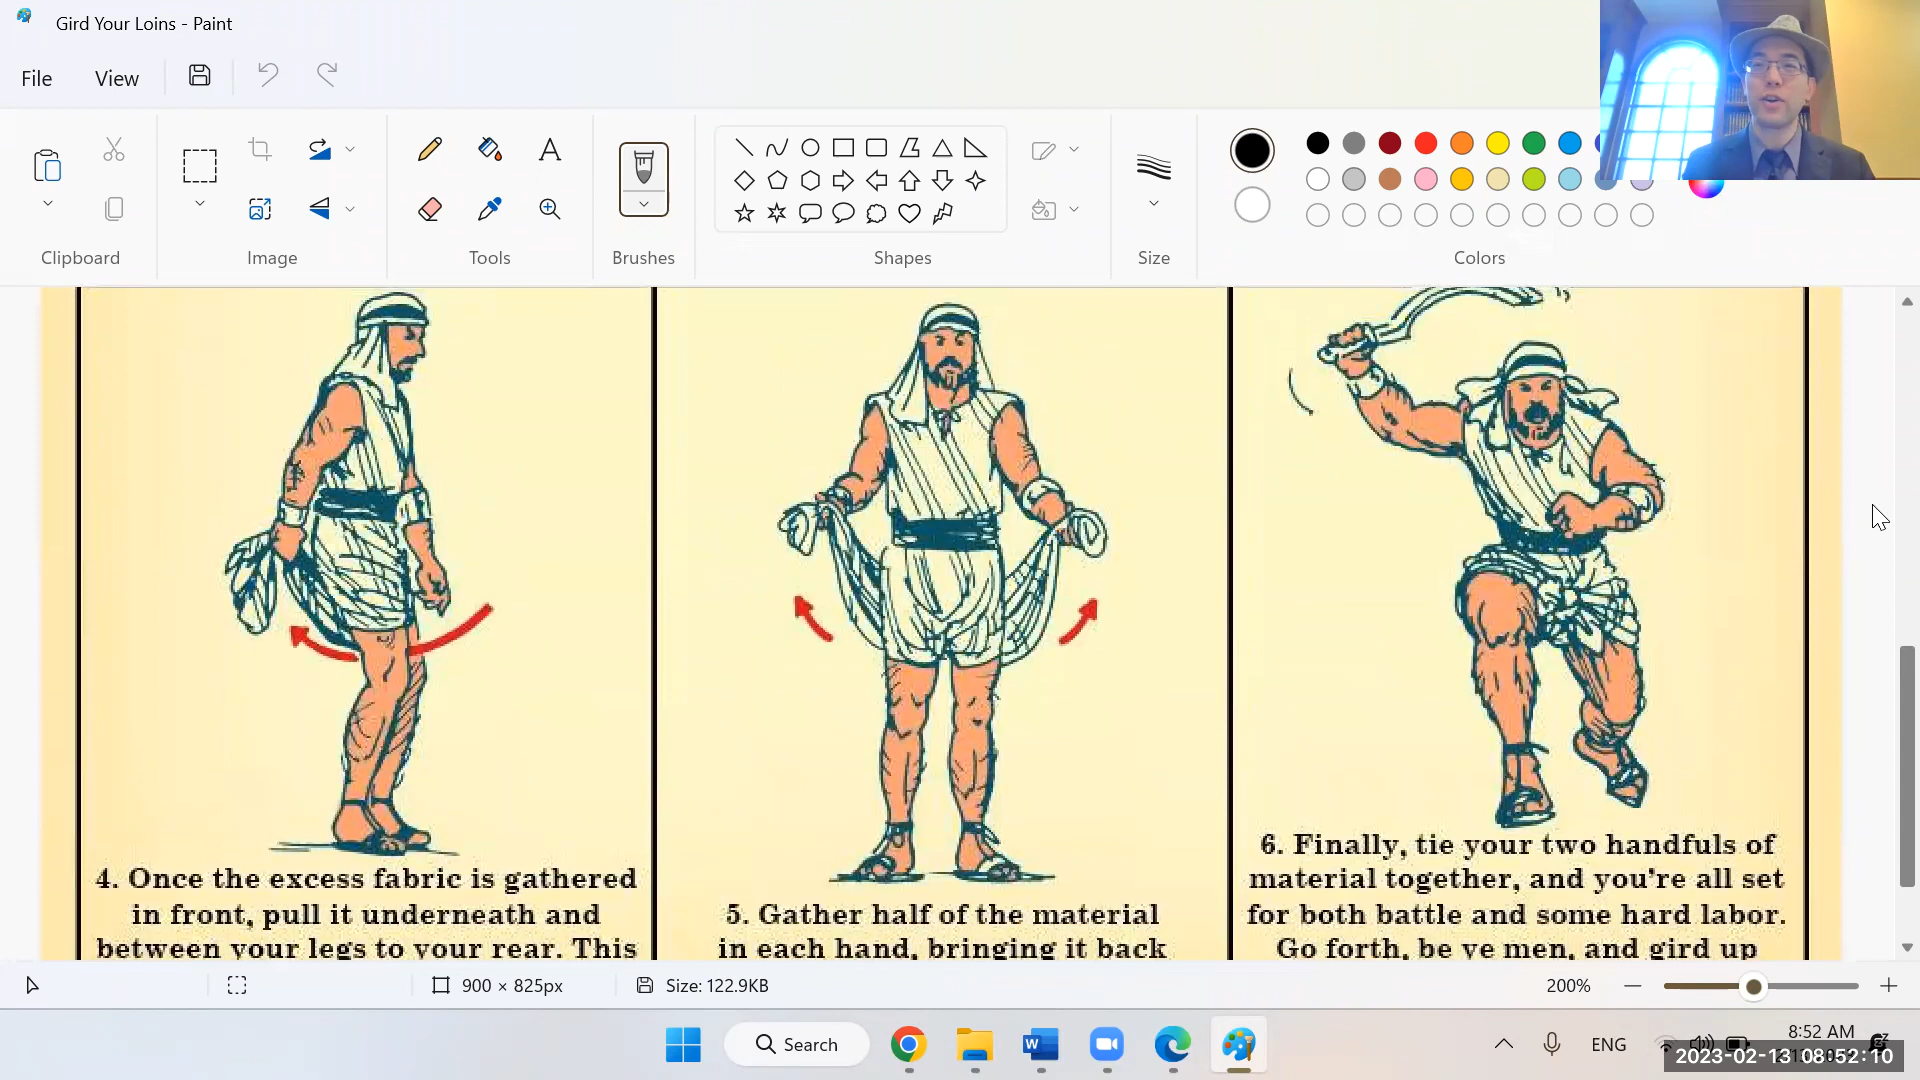 Gird Your Loins - Paint
File
View
Clipboard
Image
Tools
Brushes
Shapes
Size
Colors
4. Once the excess fabric is gathered
in front, pull it underneath and
between your legs to your rear. This
5. Gather half of the material
in each hand, bringing it back
6. Finally, tie your two handfuls of
material together, and you're all set
for both battle and some hard labor.
Go forth, be ye men, and gird up
900 × 825px
Size: 122.9KB
200%
Search
ENG
8:52 AM
2023-02-13 08:52:10